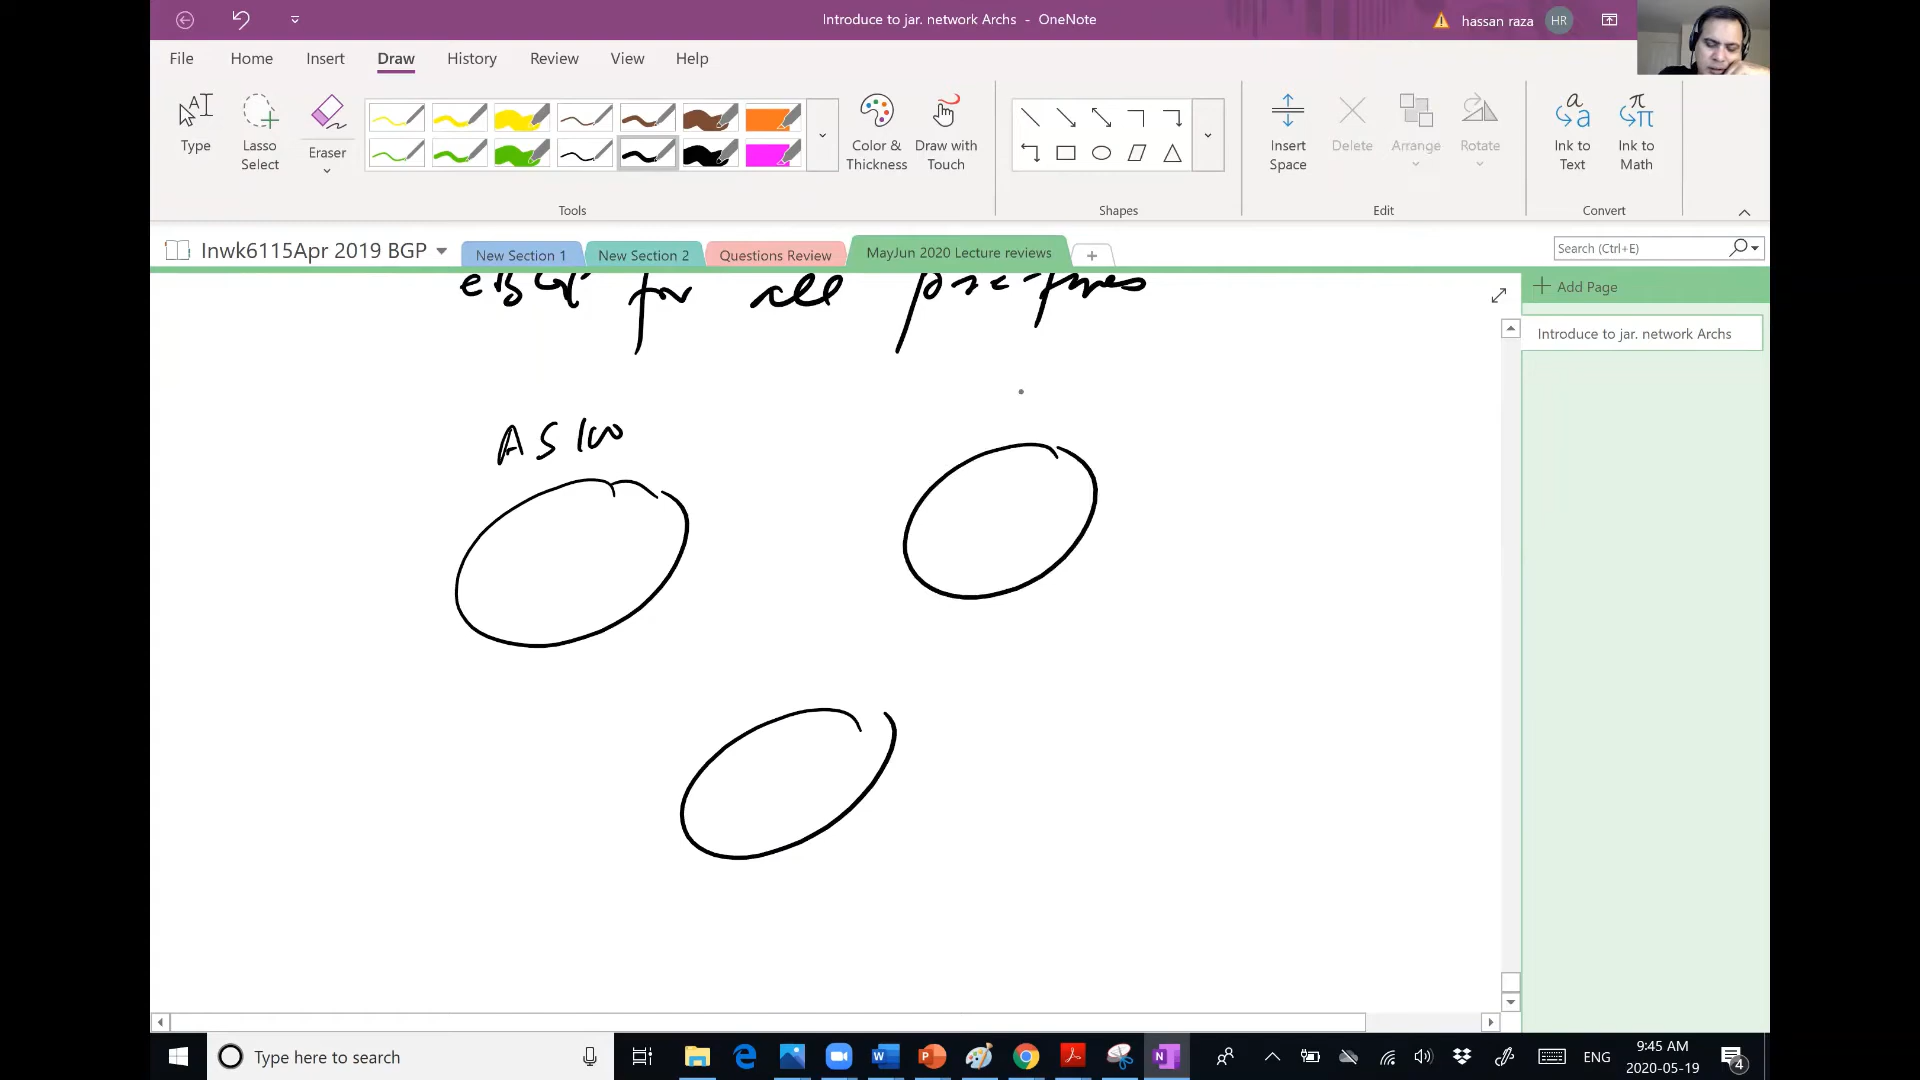 Introduce to jar. network Archs - OneNote
hassan raza HR
File Home Insert Draw History Review View Help
Type
Lasso Select
Eraser
Color & Thickness
Draw with Touch
Insert Space
Delete
Arrange
Rotate
Ink to Text
Ink to Math
Tools Shapes Edit Convert
Inwk6115Apr 2019 BGP New Section 1 New Section 2 Questions Review MayJun 2020 Lecture reviews + Search (Ctrl+E)
Add Page
Introduce to jar. network Archs
eBGP for all
AS100
Type here to search ENG 9:45 AM
2020-05-19 4